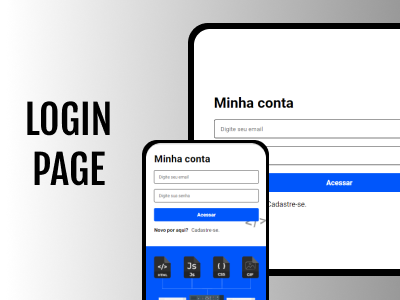 LOGIN
PAGE
Minha conta
Digite seu email
Acessar
Cadastre-se.
Minha conta
Digite seu email
Digite sua senha
Acessar
Novo por aqui? Cadastre-se.
</>
</>
HTML
Js
Js
{ }
CSS
GIF